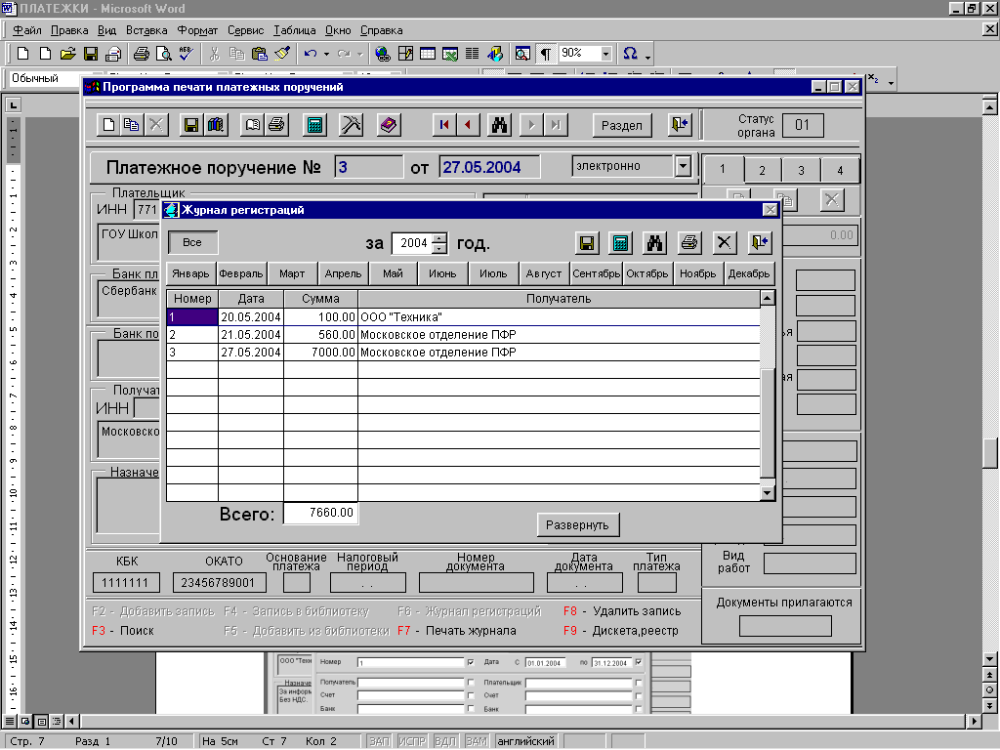 ПЛАТЕЖКИ - Microsoft Word
Файл Правка Вид Вставка Формат Сервис Таблица Окно Справка
90%
Обычный
Программа печати платежных поручений
Раздел
Статус органа 01
Платежное поручение № 3 от 27.05.2004 электронно
1 2 3 4
Плательщик
ИНН 771
ГОУ Школ
0.00
Журнал регистраций
Все за 2004 год.
Январь Февраль Март Апрель Май Июнь Июль Август Сентябрь Октябрь Ноябрь Декабрь
Номер Дата Сумма Получатель
1 20.05.2004 100.00 ООО "Техника"
2 21.05.2004 560.00 Московское отделение ПФР
3 27.05.2004 7000.00 Московское отделение ПФР
Всего: 7660.00
Развернуть
Банк пл
Сбербанк
Банк по
Получат
ИНН
Московско
Назначе
КБК ОКАТО Основание платежа Налоговый период Номер документа Дата документа Тип платежа
1111111 23456789001 . . . .
Вид работ
Документы прилагаются
F2 - Добавить запись F4 - Запись в библиотеку F6 - Журнал регистраций F8 - Удалить запись
F3 - Поиск F5 - Добавить из библиотеки F7 - Печать журнала F9 - Дискета,реестр
ООО "Техн
Номер 1 Дата С 01.01.2004 по 31.12.2004
Назначе
За информ
Без НДС.
Получатель Плательщик
Счет Счет
Банк Банк
Стр. 7 Разд 1 7/10 На 5см Ст 7 Кол 2 ЗАП ИСПР ВДЛ ЗАМ английский